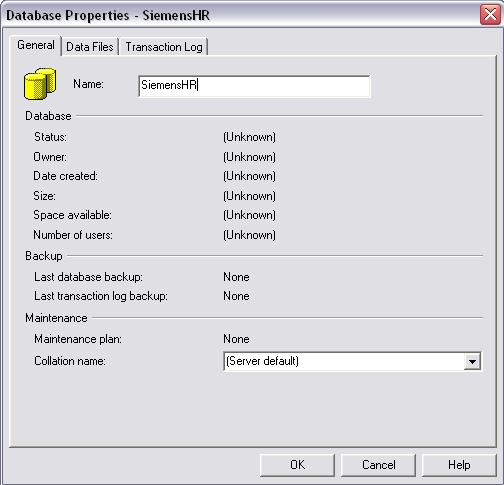 Database Properties - SiemensHR
General Data Files Transaction Log
Name: SiemensHR
Database
Status: (Unknown)
Owner: (Unknown)
Date created: (Unknown)
Size: (Unknown)
Space available: (Unknown)
Number of users: (Unknown)
Backup
Last database backup: None
Last transaction log backup: None
Maintenance
Maintenance plan: None
Collation name: (Server default)
OK Cancel Help